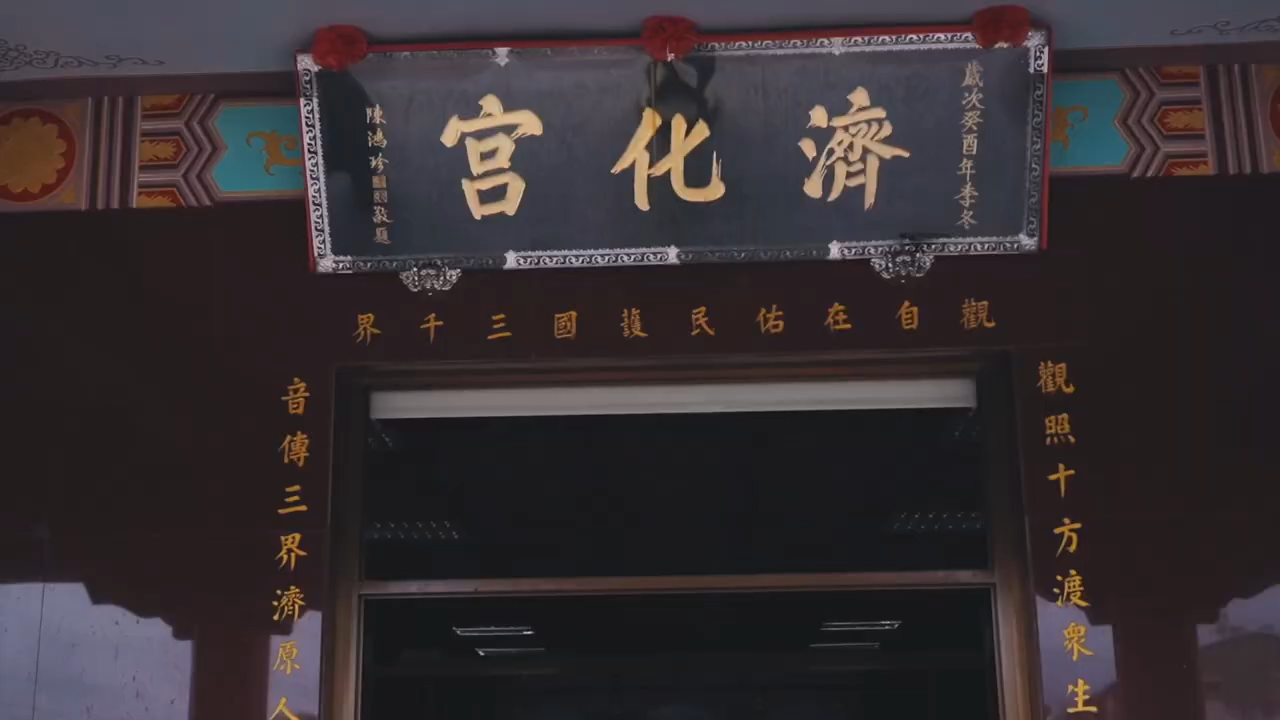 濟化宮
歲次癸酉年季冬
陳鴻珍敬題
觀自在佑民護國三千界
觀照十方渡眾生
音傳三界濟原人